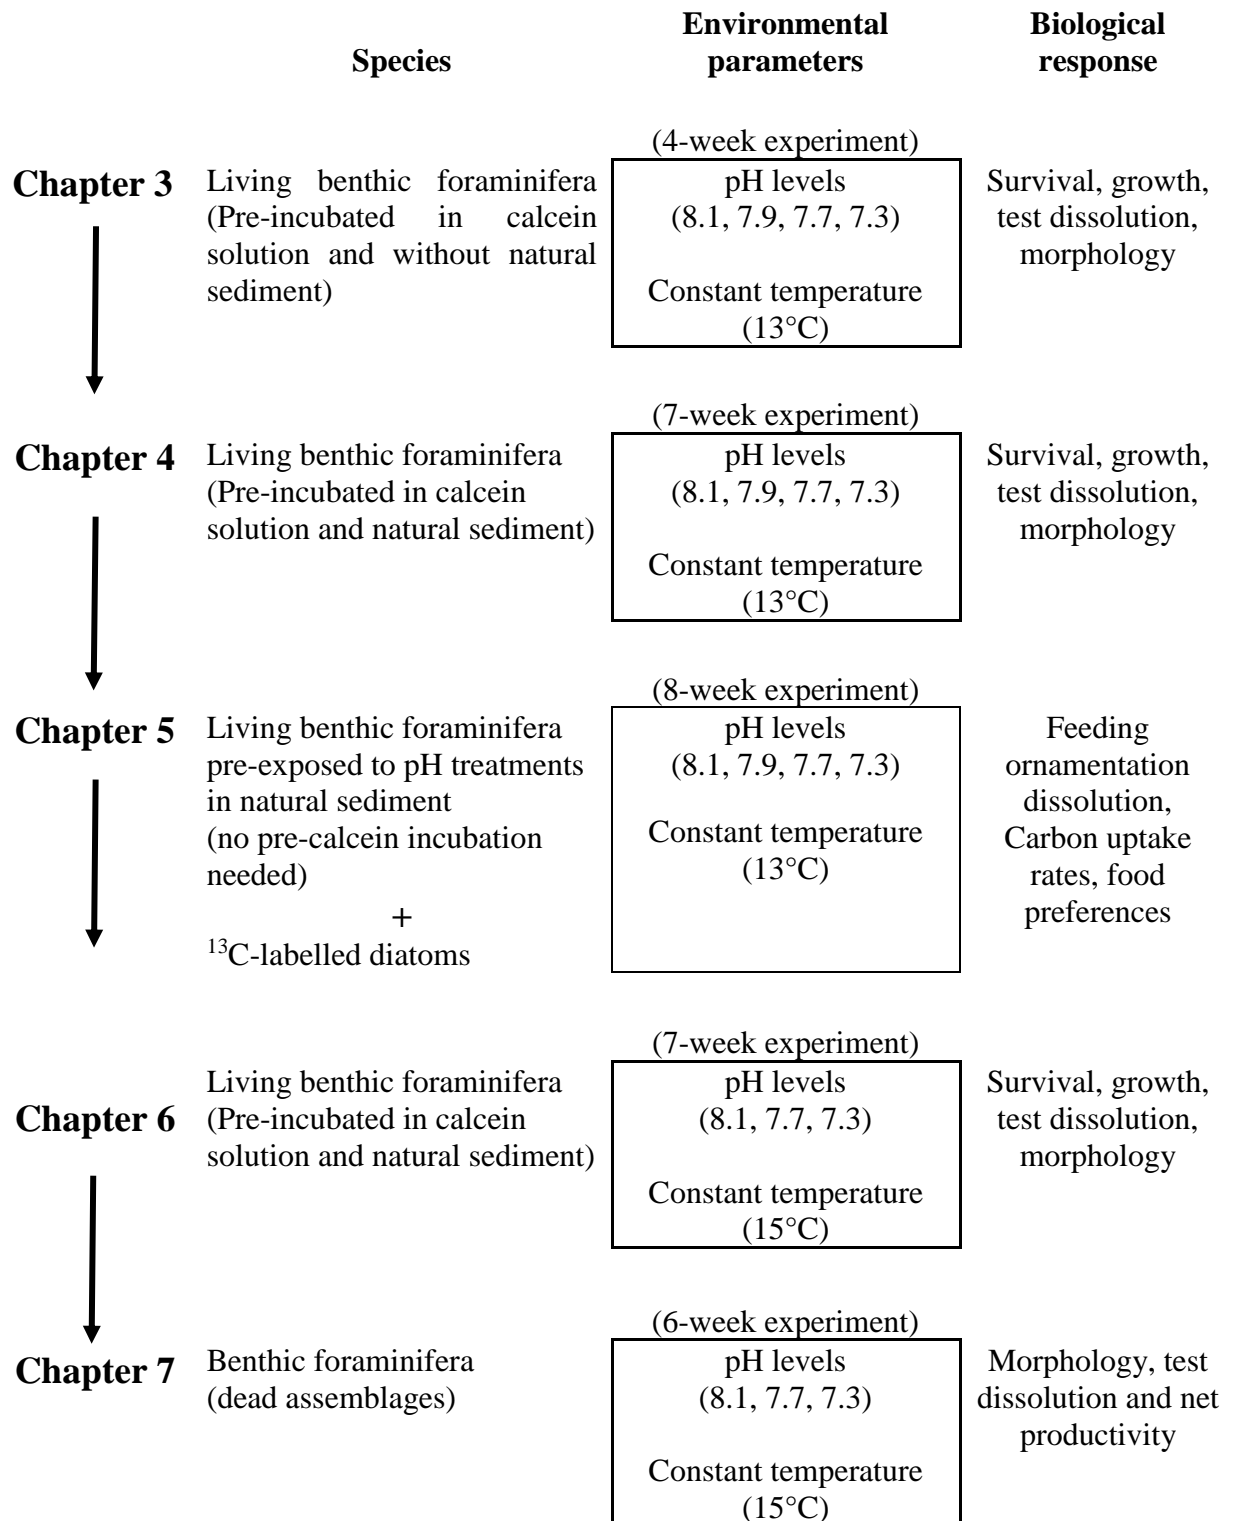 Species
Environmental parameters
Biological response
(4-week experiment)
Chapter 3
Living benthic foraminifera
(Pre-incubated in calcein
solution and without natural
sediment)
pH levels
(8.1, 7.9, 7.7, 7.3)
Constant temperature
(13°C)
Survival, growth,
test dissolution,
morphology
(7-week experiment)
Chapter 4
Living benthic foraminifera
(Pre-incubated in calcein
solution and natural sediment)
pH levels
(8.1, 7.9, 7.7, 7.3)
Constant temperature
(13°C)
Survival, growth,
test dissolution,
morphology
(8-week experiment)
Chapter 5
Living benthic foraminifera
pre-exposed to pH treatments
in natural sediment
(no pre-calcein incubation
needed)
+
¹³C-labelled diatoms
pH levels
(8.1, 7.9, 7.7, 7.3)
Constant temperature
(13°C)
Feeding
ornamentation
dissolution,
Carbon uptake
rates, food
preferences
(7-week experiment)
Chapter 6
Living benthic foraminifera
(Pre-incubated in calcein
solution and natural sediment)
pH levels
(8.1, 7.7, 7.3)
Constant temperature
(15°C)
Survival, growth,
test dissolution,
morphology
(6-week experiment)
Chapter 7
Benthic foraminifera
(dead assemblages)
pH levels
(8.1, 7.7, 7.3)
Constant temperature
(15°C)
Morphology, test
dissolution and net
productivity